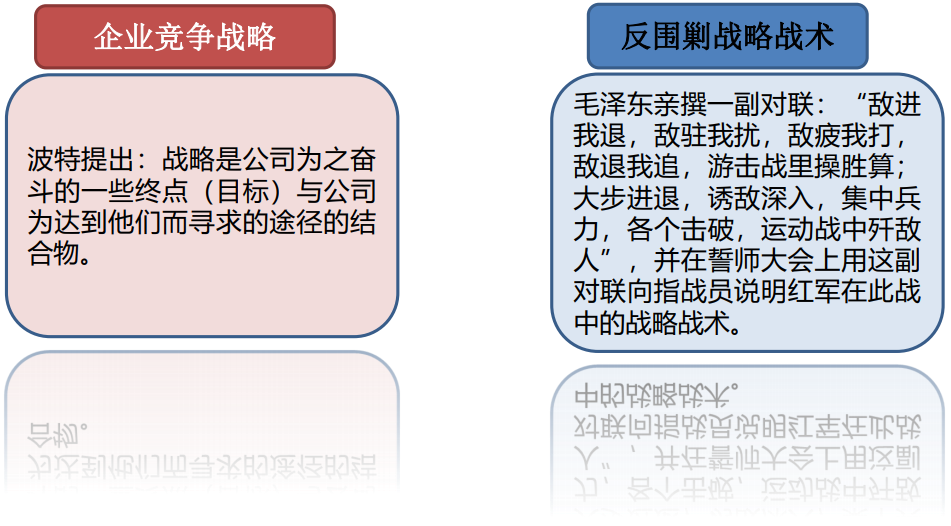 企业竞争战略
波特提出：战略是公司为之奋
斗的一些终点（目标）与公司
为达到他们而寻求的途径的结
合物。
反围剿战略战术
毛泽东亲撰一副对联：“敌进
我退，敌驻我扰，敌疲我打，
敌退我追，游击战里操胜算；
大步进退，诱敌深入，集中兵
力，各个击破，运动战中歼敌
人”，并在誓师大会上用这副
对联向指战员说明红军在此战
中的战略战术。